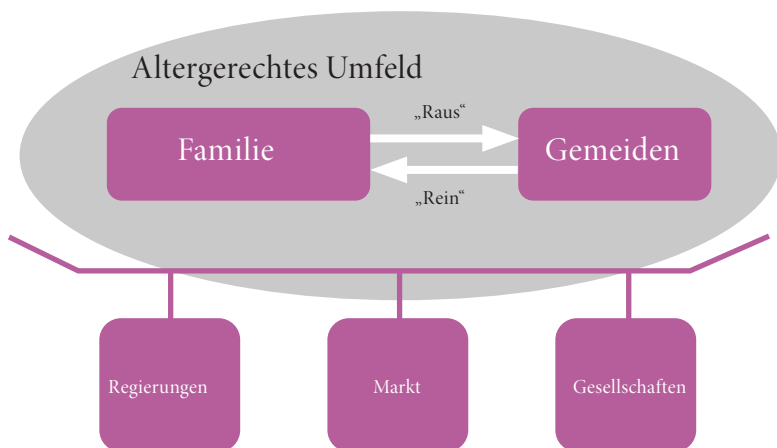 Altergerechtes Umfeld
„Raus“
Familie
Gemeiden
„Rein“
Regierungen
Markt
Gesellschaften